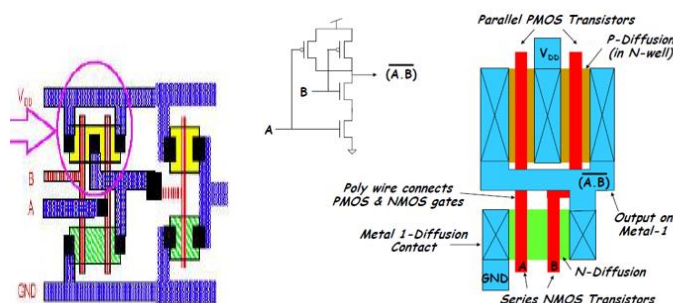 VDD
B
A
GND
B
A
(A.B)
Parallel PMOS Transistors
VDD
P-Diffusion
(in N-well)
(A.B)
Poly wire connects
PMOS & NMOS gates
Output on
Metal-1
Metal 1-Diffusion
Contact
A
B
N-Diffusion
GND
Series NMOS Transistors